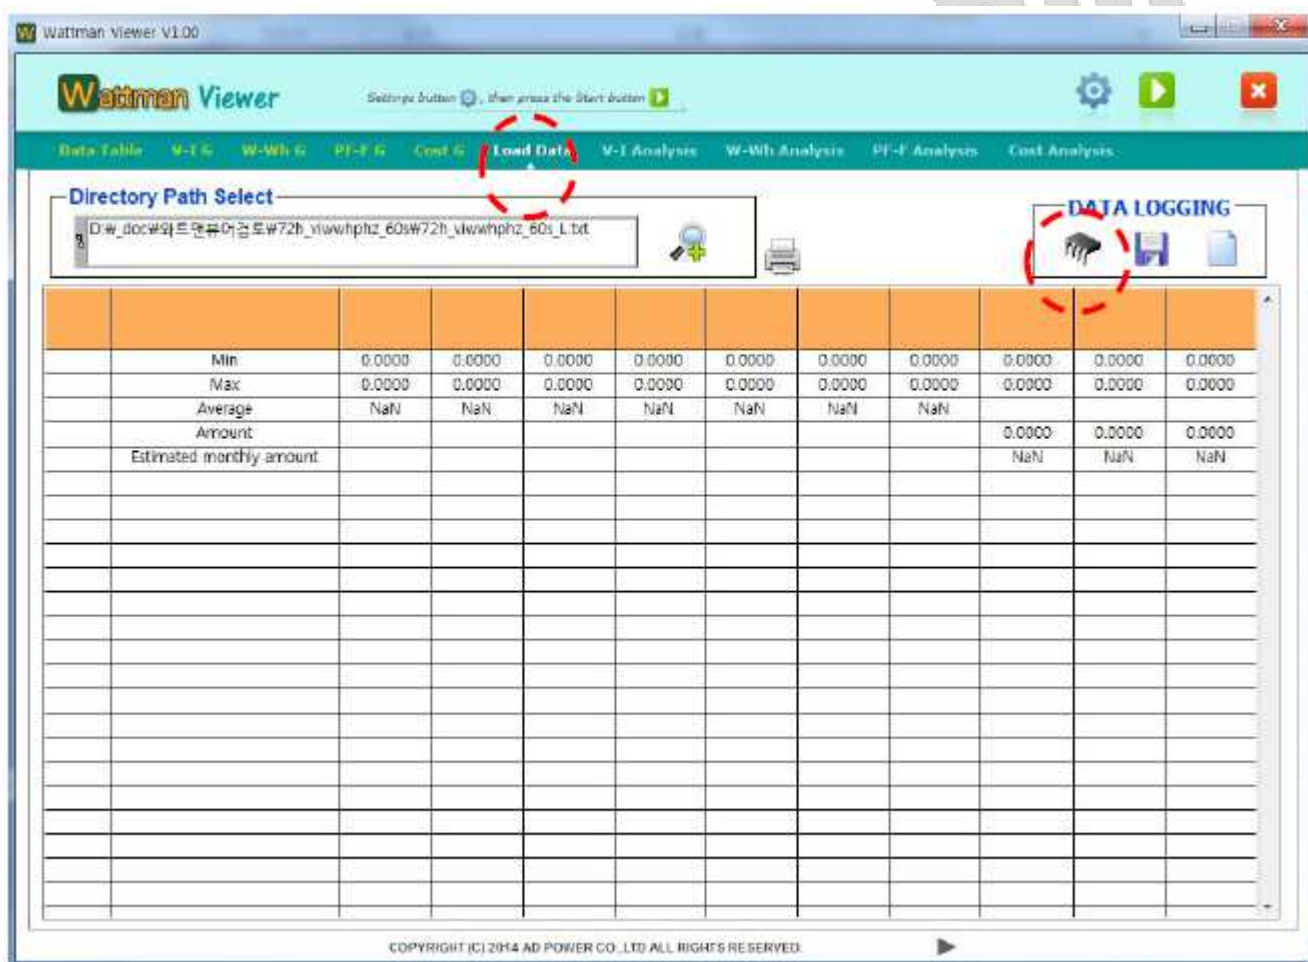 Wattman Viewer V1.00
Wattman Viewer
Settings button , then press the Start button
Data Table V-I G W-Wh G PF-F G Cost G Load Data V-I Analysis W-Wh Analysis PF-F Analysis Cost Analysis
Directory Path Select
DATA LOGGING
D:₩_doc₩와트맨뷰어검토₩72h_viwwhphz_60s₩72h_viwwhphz_60s_L.txt
Min 0.0000 0.0000 0.0000 0.0000 0.0000 0.0000 0.0000 0.0000 0.0000 0.0000
Max 0.0000 0.0000 0.0000 0.0000 0.0000 0.0000 0.0000 0.0000 0.0000 0.0000
Average NaN NaN NaN NaN NaN NaN NaN
Amount 0.0000 0.0000 0.0000
Estimated monthly amount NaN NaN NaN
COPYRIGHT (C) 2014 AD POWER CO.,LTD ALL RIGHTS RESERVED.